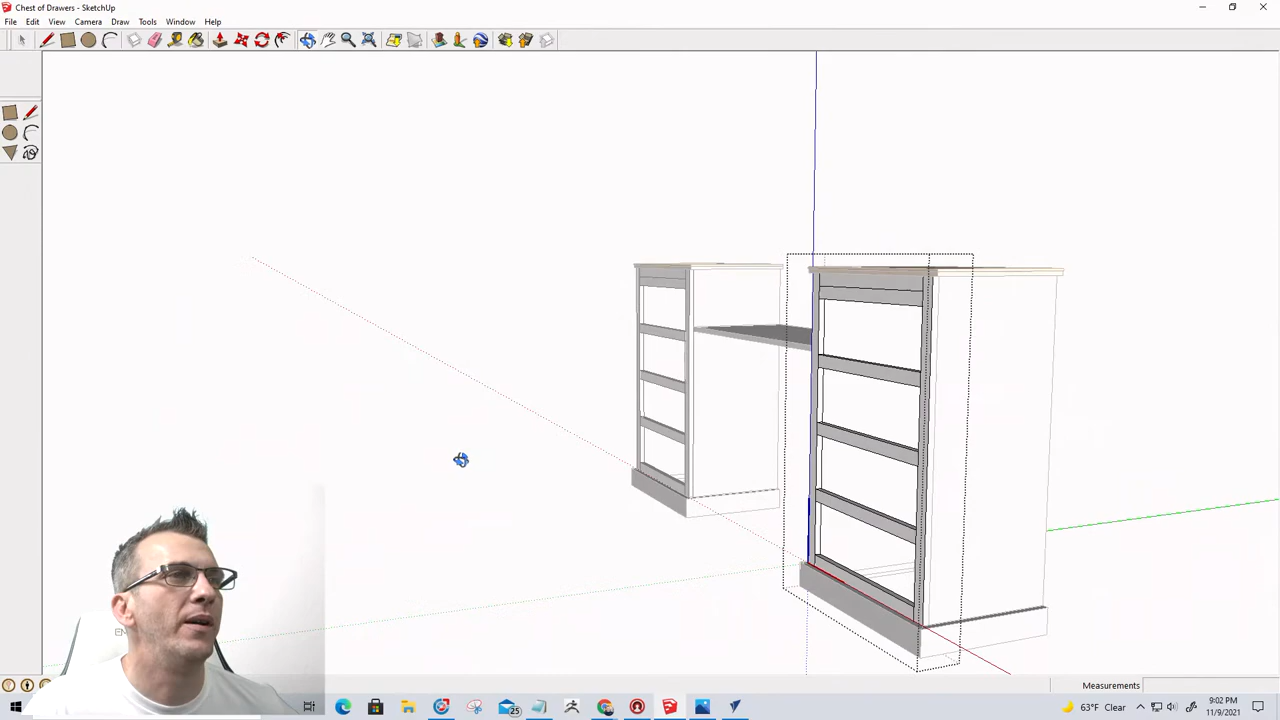 Chest of Drawers - SketchUp
File Edit View Camera Draw Tools Window Help
Measurements
25
63°F Clear
9:02 PM
11/9/2021